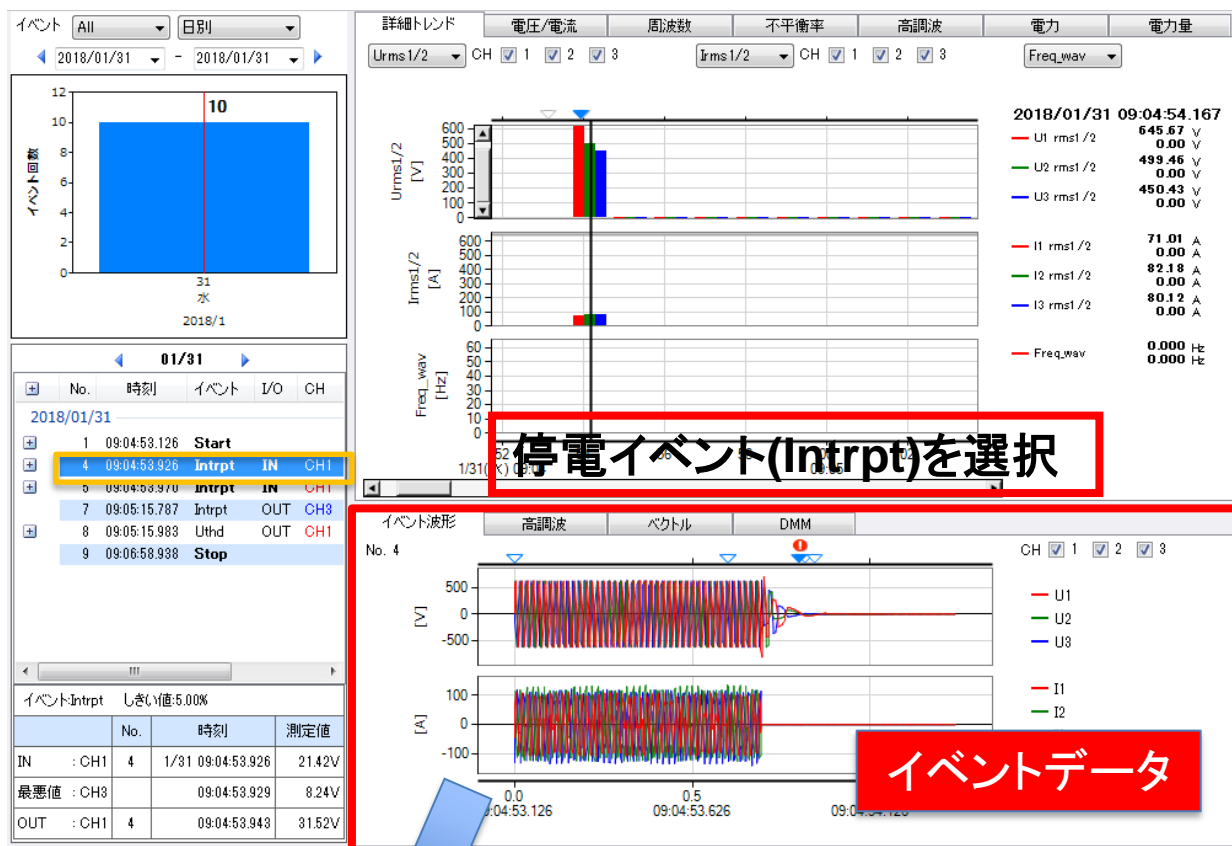 イベント All 日別
2018/01/31 - 2018/01/31
12
10
8
6
4
2
0
イベント回数
10
31
水
2018/1
01/31
No. 時刻 イベント I/O CH
2018/01/31
1 09:04:53.126 Start
4 09:04:53.926 Intrpt IN CH1
5 09:04:53.970 Intrpt IN CH1
7 09:05:15.787 Intrpt OUT CH3
8 09:05:15.983 Uthd OUT CH1
9 09:06:58.938 Stop
イベント:Intrpt しきい値:5.00%
No. 時刻 測定値
IN : CH1 4 1/31 09:04:53.926 21.42V
最悪値 : CH3 09:04:53.929 8.24V
OUT : CH1 4 09:04:53.943 31.52V
詳細トレンド 電圧/電流 周波数 不平衡率 高調波 電力 電力量
Urms1/2 CH 1 2 3 Irms1/2 CH 1 2 3 Freq_wav
Urms1/2
[V]
600
500
400
300
200
100
0
Irms1/2
[A]
600
500
400
300
200
100
0
Freq_wav
[Hz]
60
50
40
30
20
10
0
2018/01/31 09:04:54.167
U1 rms1/2 645.67 V
0.00 V
U2 rms1/2 499.46 V
0.00 V
U3 rms1/2 450.43 V
0.00 V
I1 rms1/2 71.01 A
0.00 A
I2 rms1/2 82.18 A
0.00 A
I3 rms1/2 80.12 A
0.00 A
Freq_wav 0.000 Hz
0.000 Hz
停電イベント(Intrpt)を選択
イベント波形 高調波 ベクトル DMM
No. 4
CH 1 2 3
[V]
500
0
-500
U1
U2
U3
[A]
100
0
-100
I1
I2
イベントデータ
0.0 0.5
09:04:53.626